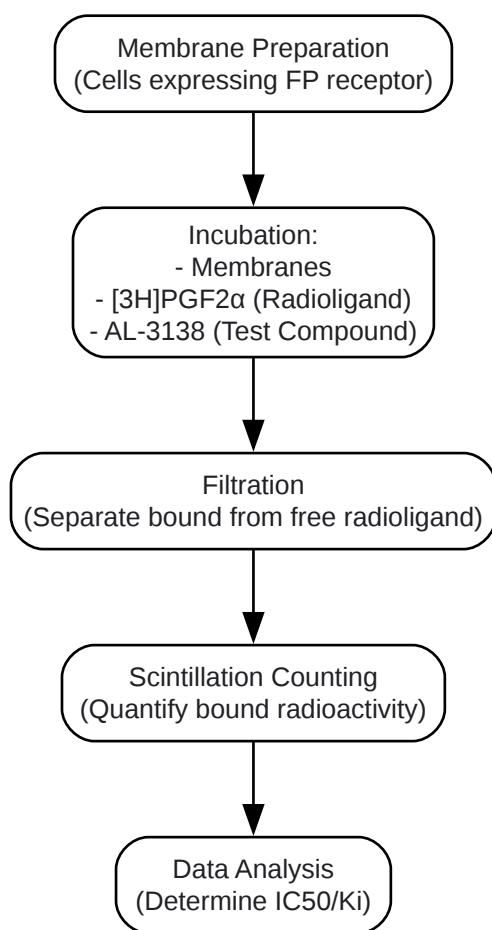 Membrane Preparation
(Cells expressing FP receptor)
Incubation:
- Membranes
- [3H]PGF2α (Radioligand)
- AL-3138 (Test Compound)
Filtration
(Separate bound from free radioligand)
Scintillation Counting
(Quantify bound radioactivity)
Data Analysis
(Determine IC50/Ki)